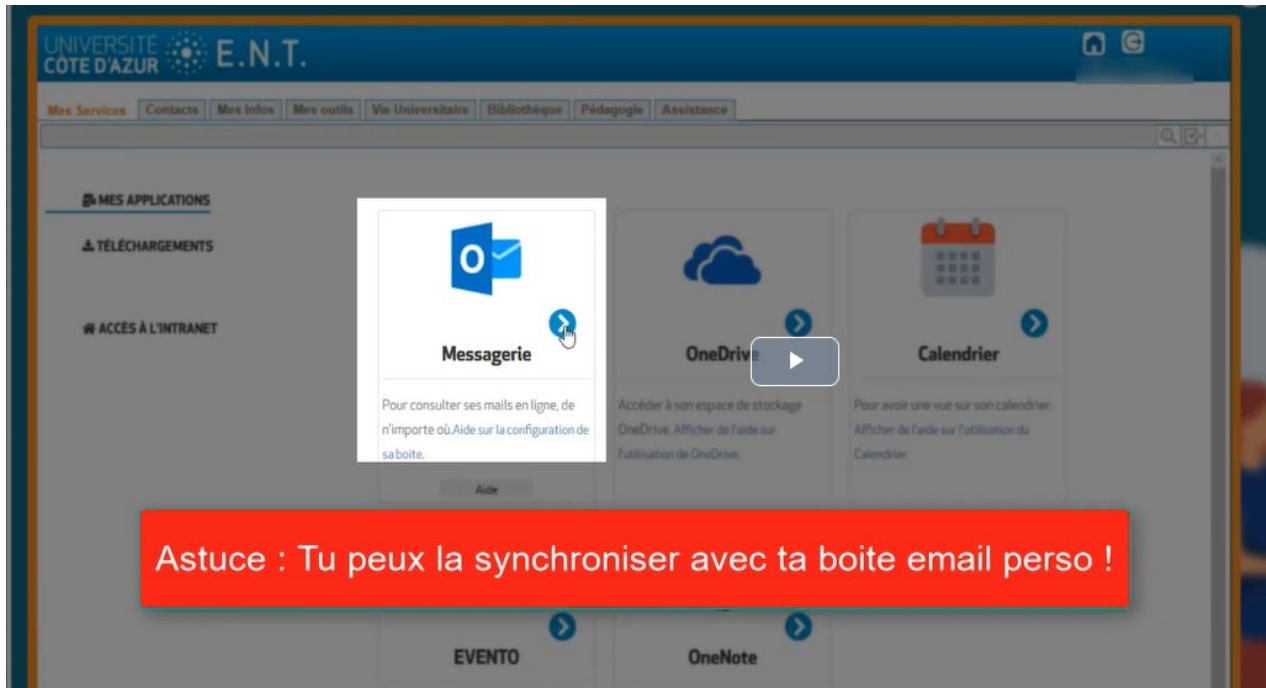 UNIVERSITÉ
CÔTE D'AZUR
E.N.T.
Mes Services Contacts Mes Infos Mes outils Vie Universitaire Bibliothèque Pédagogie Assistance
MES APPLICATIONS
TÉLÉCHARGEMENTS
ACCÈS À L'INTRANET
Messagerie
Pour consulter ses mails en ligne, de
n'importe où.Aide sur la configuration de
sa boite.
Aide
OneDrive
Accéder à son espace de stockage
OneDrive. Afficher de l'aide sur
l'utilisation de OneDrive.
Calendrier
Pour avoir une vue sur son calendrier.
Afficher de l'aide sur l'utilisation du
Calendrier
Astuce : Tu peux la synchroniser avec ta boite email perso !
EVENTO
OneNote